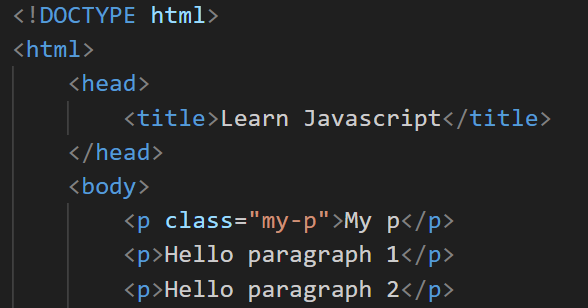 <!DOCTYPE html>
<html>
<head>
<title>Learn Javascript</title>
</head>
<body>
<p class="my-p">My p</p>
<p>Hello paragraph 1</p>
<p>Hello paragraph 2</p>